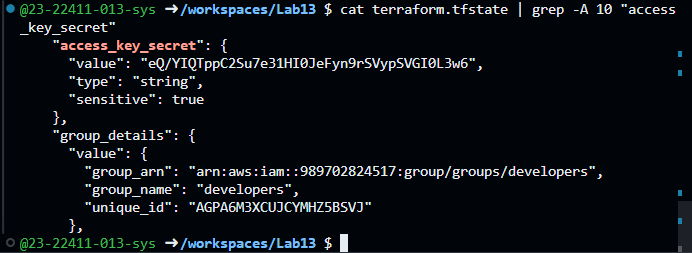 @23-22411-013-sys ➜/workspaces/Lab13 $ cat terraform.tfstate | grep -A 10 "access
_key_secret"
    "access_key_secret": {
      "value": "eQ/YIQTppC2Su7e31HI0JeFyn9rSVypSVGI0L3w6",
      "type": "string",
      "sensitive": true
    },
    "group_details": {
      "value": {
        "group_arn": "arn:aws:iam::989702824517:group/groups/developers",
        "group_name": "developers",
        "unique_id": "AGPA6M3XCUJCYMHZ5BSVJ"
      },
@23-22411-013-sys ➜/workspaces/Lab13 $